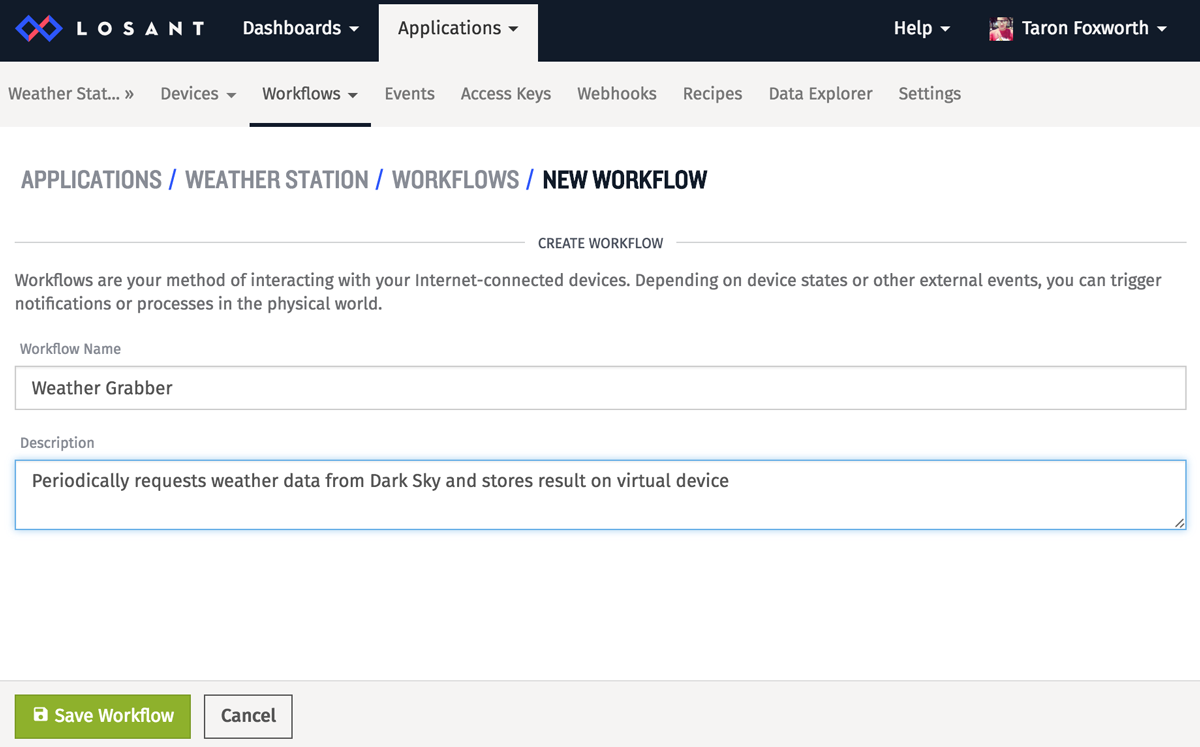 LOSANT Dashboards Applications Help Taron Foxworth
Weather Stat... » Devices Workflows Events Access Keys Webhooks Recipes Data Explorer Settings
APPLICATIONS / WEATHER STATION / WORKFLOWS / NEW WORKFLOW
CREATE WORKFLOW
Workflows are your method of interacting with your Internet-connected devices. Depending on device states or other external events, you can trigger
notifications or processes in the physical world.
Workflow Name
Weather Grabber
Description
Periodically requests weather data from Dark Sky and stores result on virtual device
Save Workflow Cancel